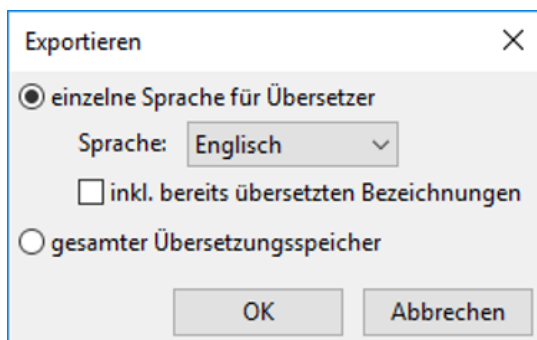 Exportieren
einzelne Sprache für Übersetzer
Sprache: Englisch
inkl. bereits übersetzten Bezeichnungen
gesamter Übersetzungsspeicher
OK Abbrechen